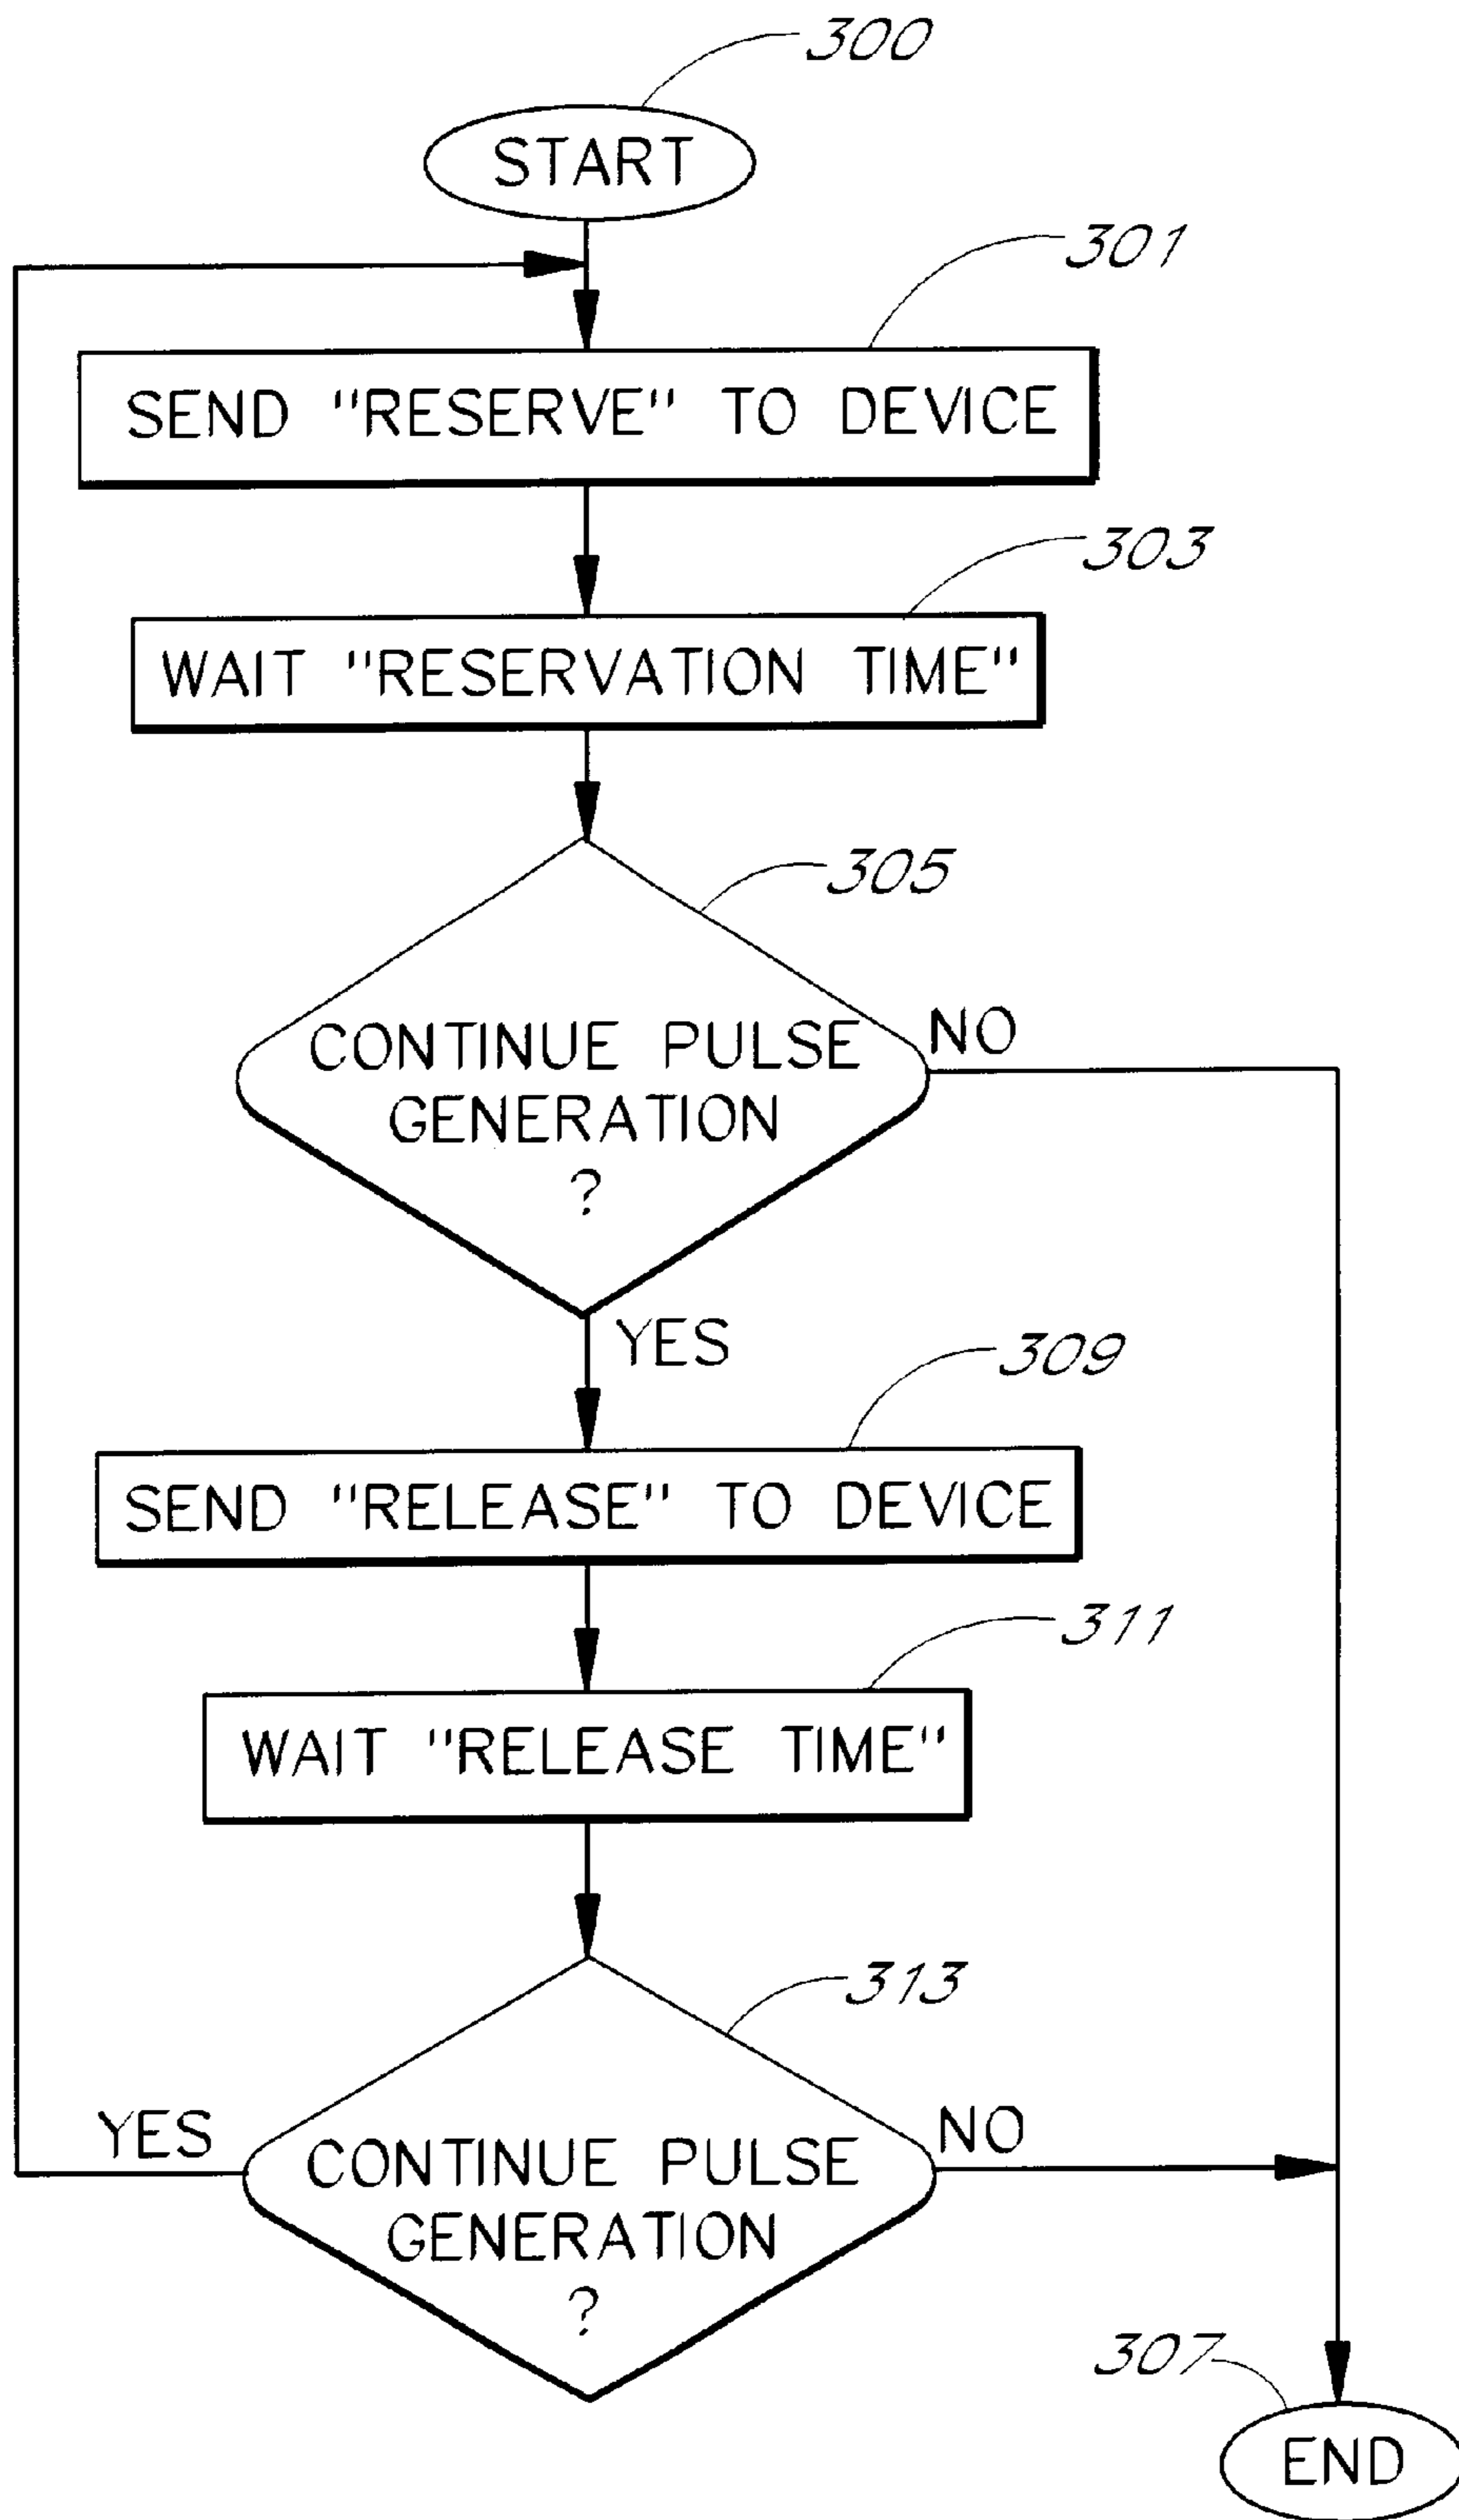 300
START
301
SEND "RESERVE" TO DEVICE
303
WAIT "RESERVATION TIME"
305
CONTINUE PULSE
GENERATION
?
NO
YES
309
SEND "RELEASE" TO DEVICE
311
WAIT "RELEASE TIME"
313
YES
CONTINUE PULSE
GENERATION
?
NO
307
END